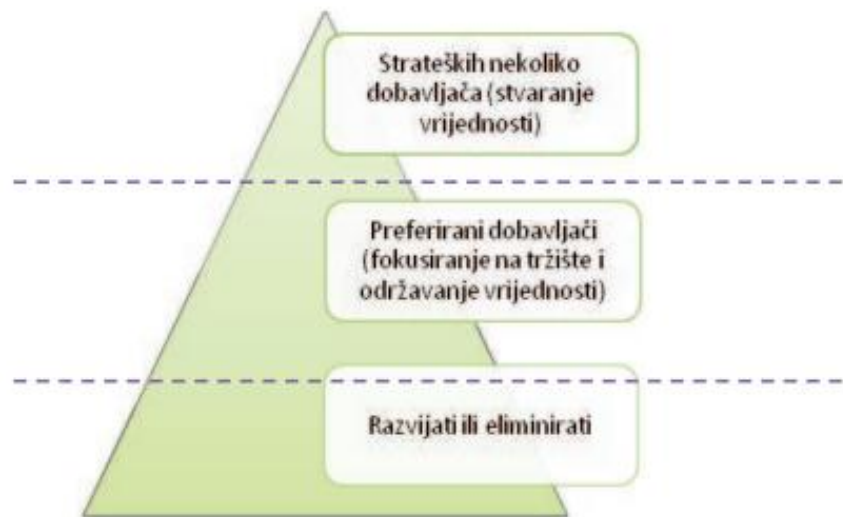 Strateških nekoliko
dobavljača (stvaranje
vrijednosti)
Preferirani dobavljači
(fokusiranje na tržište i
održavanje vrijednosti)
Razvijati ili eliminirati